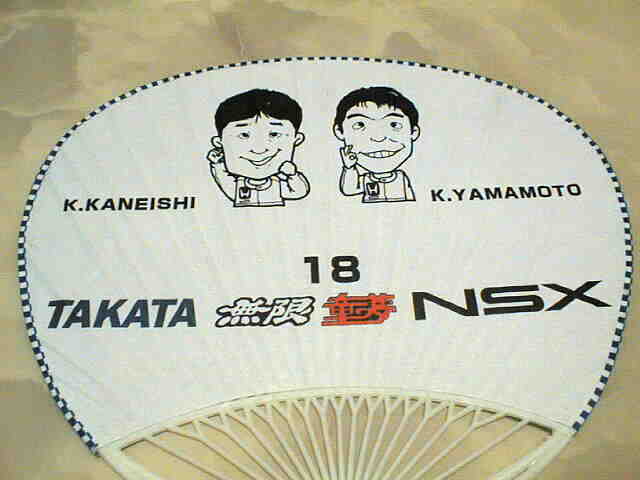 K.KANEISHI
K.YAMAMOTO
18
TAKATA 無限 童夢 NSX